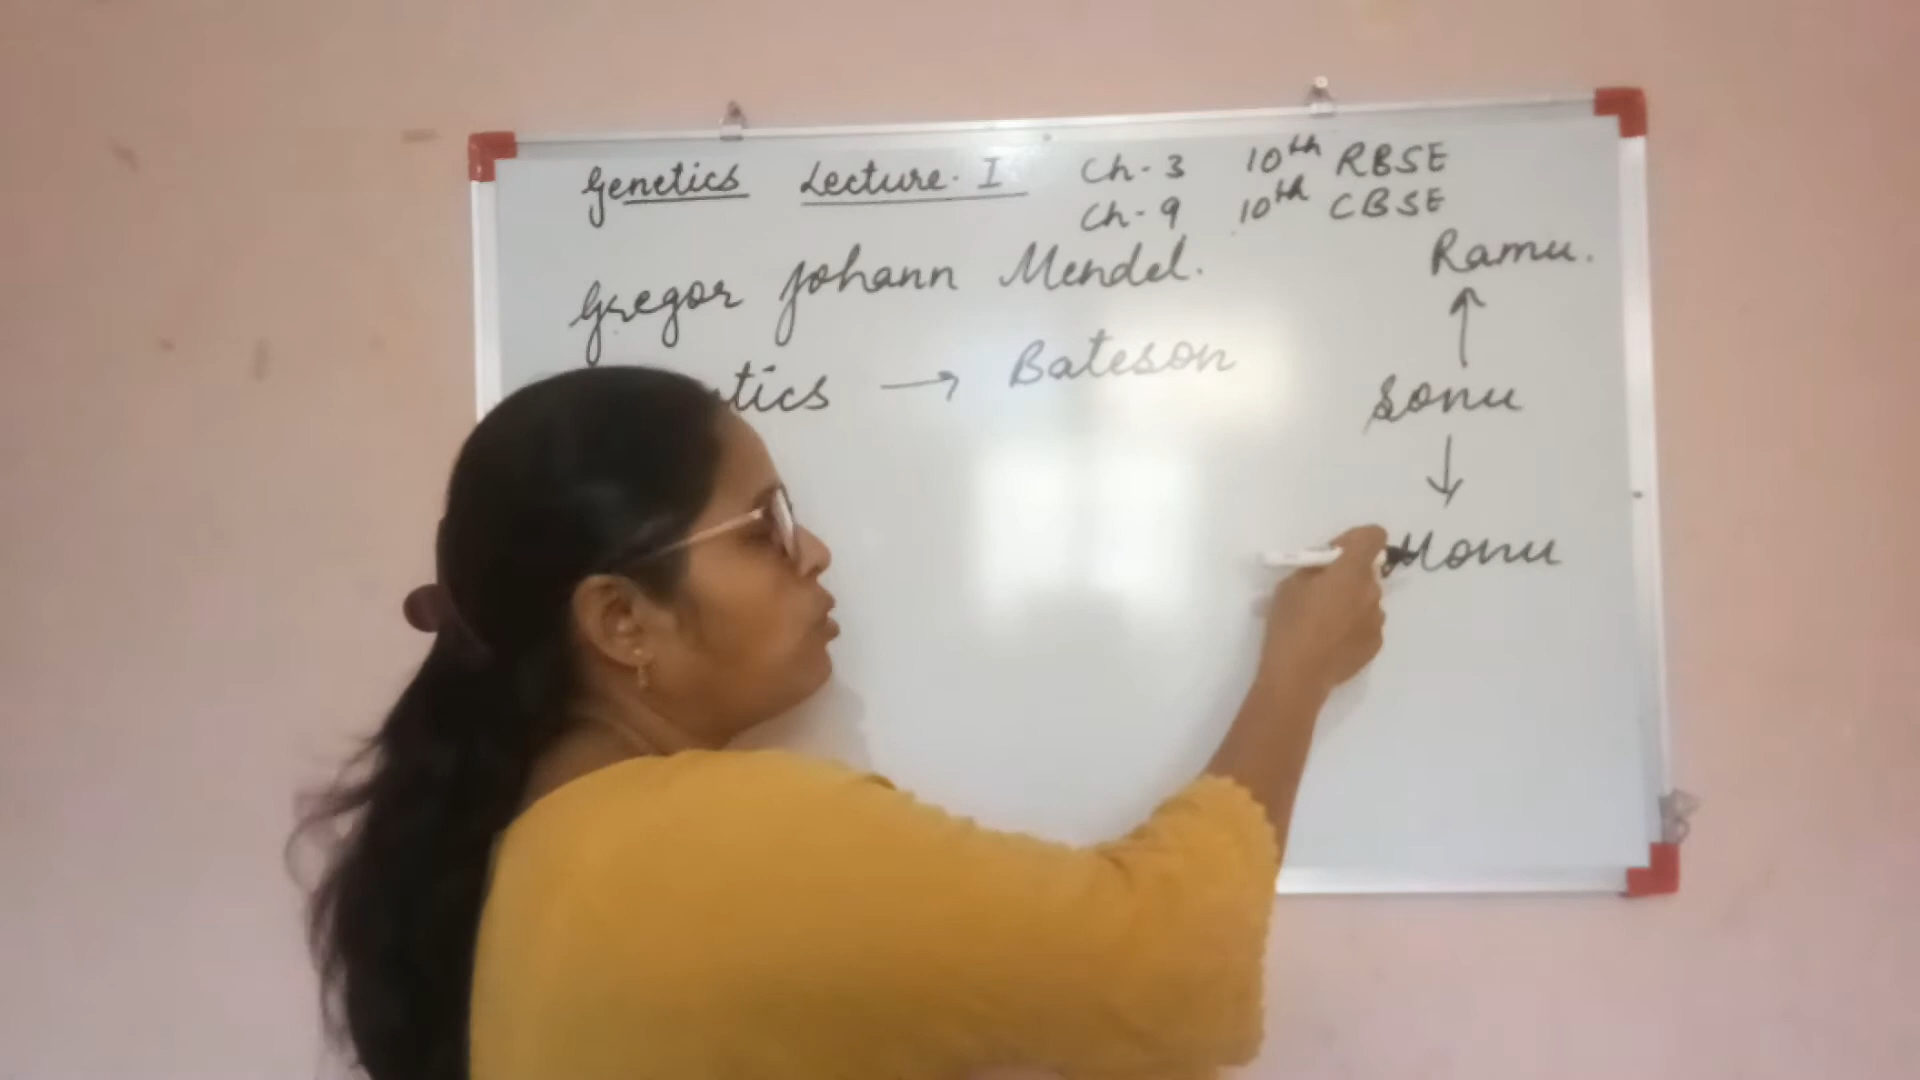 Genetics Lecture. I Ch-3 10th RBSE
Ch-9 10th CBSE
Gregor Johann Mendel.
tics → Bateson
Ramu.
↑
Sonu
↓
Monu